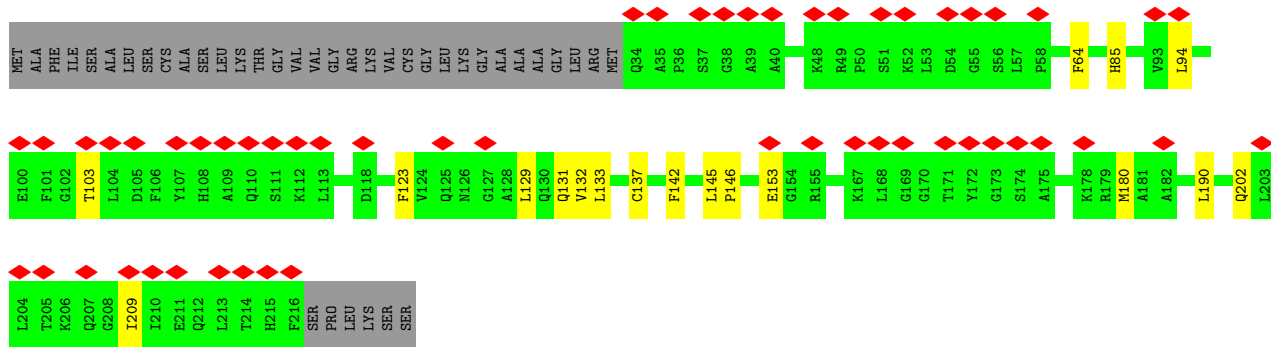 MET ALA PHE ILE SER ALA LEU SER CYS ALA SER LEU LYS THR GLY VAL VAL GLY ARG LYS VAL CYS GLY LEU LYS GLY ALA ALA ALA GLY LEU ARG MET Q34 A35 P36 S37 G38 A39 A40 K48 R49 P50 S51 K52 L53 D54 G55 S56 L57 P58 F64 H85 V93 L94
E100 F101 G102 T103 L104 D105 F106 Y107 H108 A109 Q110 S111 K112 L113 D118 F123 V124 Q125 N126 G127 A128 L129 Q130 Q131 V132 L133 C137 F142 L145 P146 E153 G154 R155 K167 L168 G169 G170 T171 Y172 G173 S174 A175 K178 R179 M180 A181 A182 L190 Q202 L203
L204 T205 K206 Q207 G208 I209 I210 E211 Q212 L213 T214 H215 F216 SER PRO LEU LYS SER SER